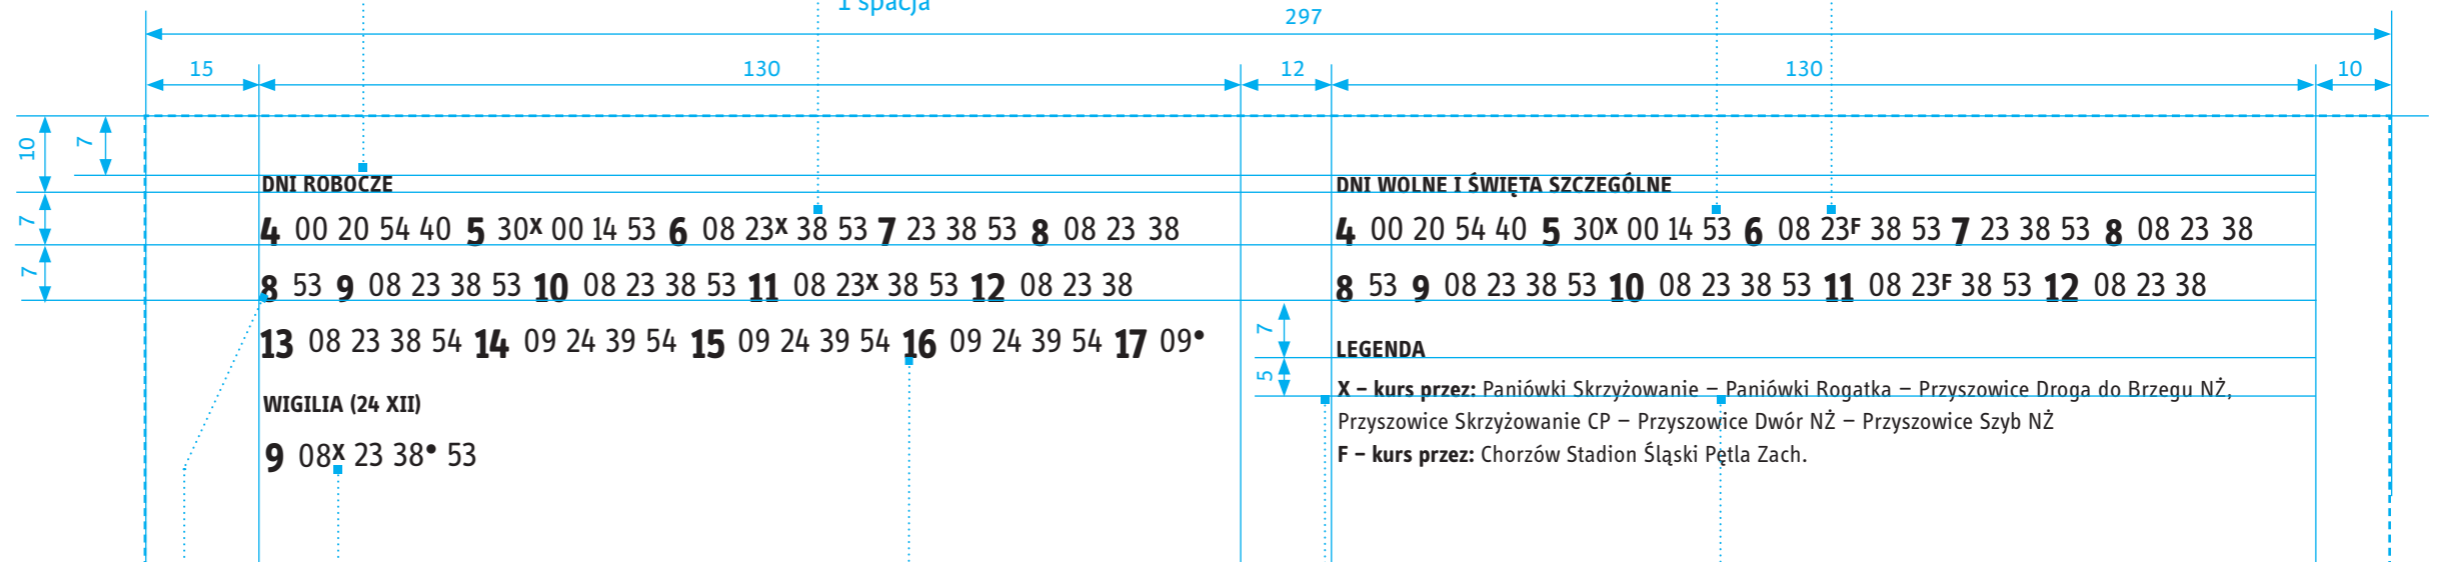 1 spacja
297
15 130 12 130 10
10 7
7
7
DNI ROBOCZE
4 00 20 54 40 5 30X 00 14 53 6 08 23X 38 53 7 23 38 53 8 08 23 38
8 53 9 08 23 38 53 10 08 23 38 53 11 08 23X 38 53 12 08 23 38
13 08 23 38 54 14 09 24 39 54 15 09 24 39 54 16 09 24 39 54 17 09•
WIGILIA (24 XII)
9 08X 23 38• 53
DNI WOLNE I ŚWIĘTA SZCZEGÓLNE
4 00 20 54 40 5 30X 00 14 53 6 08 23F 38 53 7 23 38 53 8 08 23 38
8 53 9 08 23 38 53 10 08 23 38 53 11 08 23F 38 53 12 08 23 38
7
5
LEGENDA
X – kurs przez: Paniówki Skrzyżowanie – Paniówki Rogatka – Przyszowice Droga do Brzegu NŻ,
Przyszowice Skrzyżowanie CP – Przyszowice Dwór NŻ – Przyszowice Szyb NŻ
F – kurs przez: Chorzów Stadion Śląski Pętla Zach.